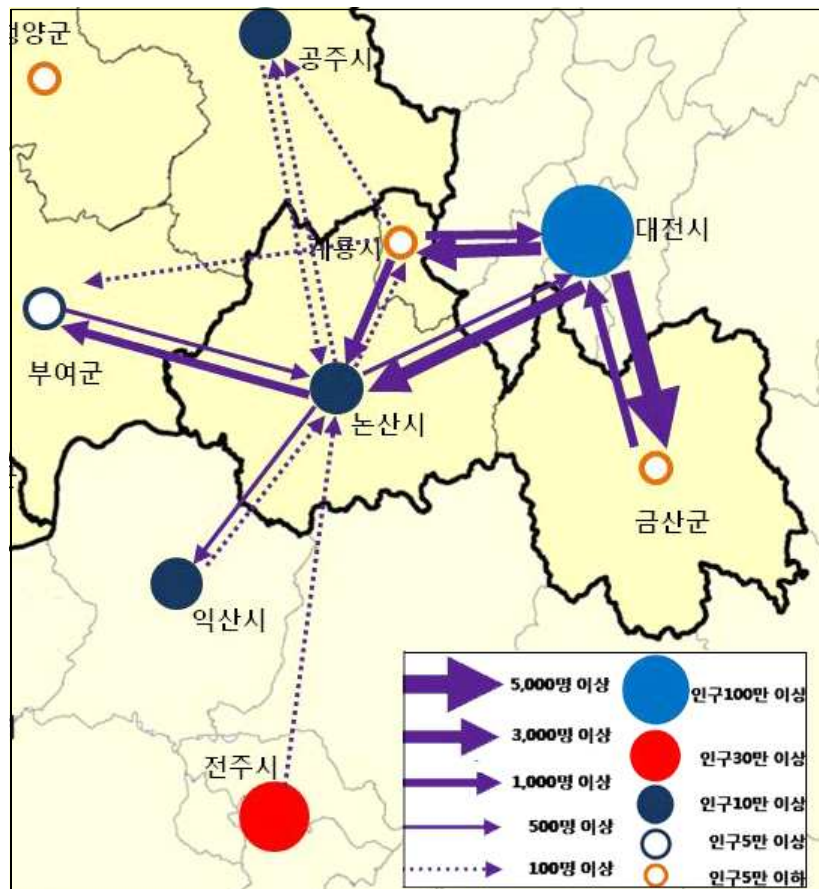 공주시
대전시
계룡시
부여군
논산시
금산군
익산시
전주시
5,000명 이상
3,000명 이상
1,000명 이상
500명 이상
100명 이상
인구100만 이상
인구30만 이상
인구10만 이상
인구5만 이상
인구5만 이하